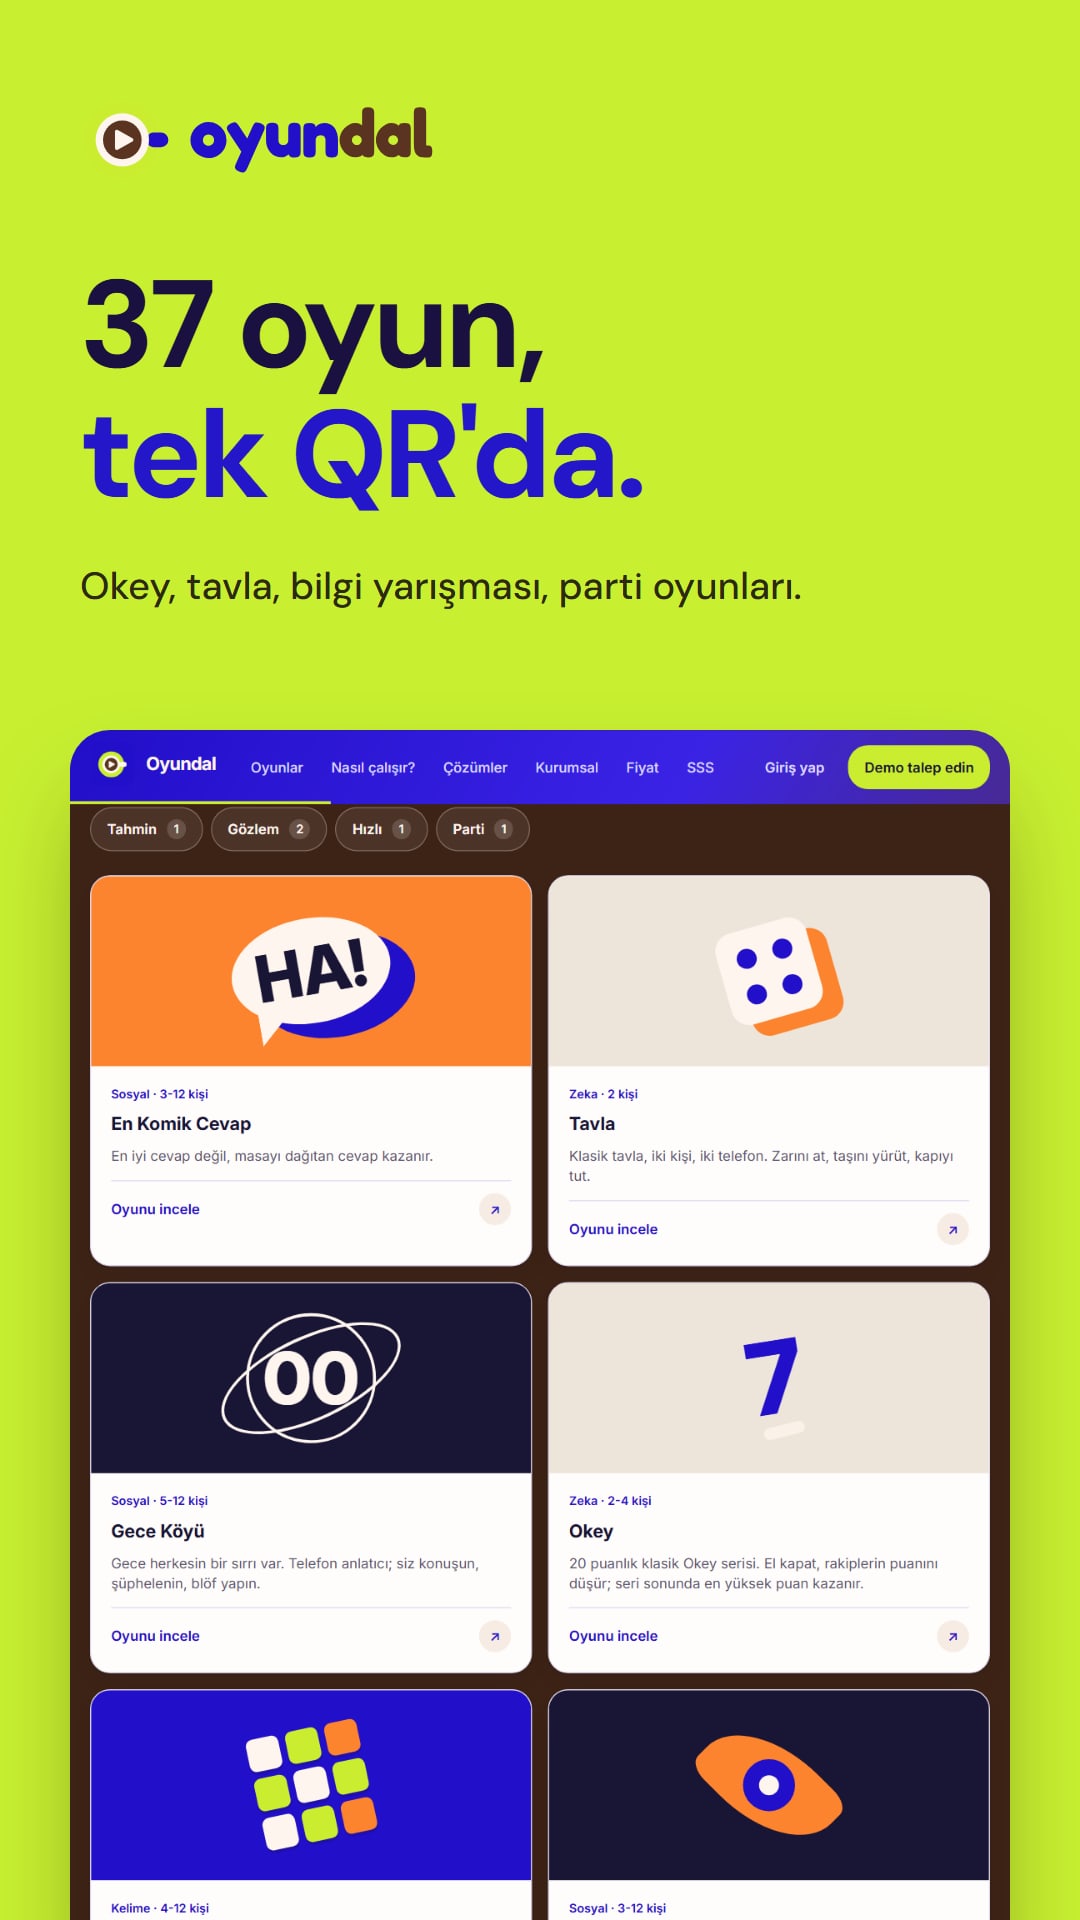 oyundal
37 oyun,
tek QR'da.
Okey, tavla, bilgi yarışması, parti oyunları.
Oyundal Oyunlar Nasıl çalışır? Çözümler Kurumsal Fiyat SSS Giriş yap Demo talep edin
Tahmin 1 Gözlem 2 Hızlı 1 Parti 1
HA!
Sosyal · 3-12 kişi
En Komik Cevap
En iyi cevap değil, masayı dağıtan cevap kazanır.
Oyunu incele
Zeka · 2 kişi
Tavla
Klasik tavla, iki kişi, iki telefon. Zarını at, taşını yürüt, kapıyı
tut.
Oyunu incele
00
Sosyal · 5-12 kişi
Gece Köyü
Gece herkesin bir sırrı var. Telefon anlatıcı; siz konuşun,
şüphelenin, blöf yapın.
Oyunu incele
7
Zeka · 2-4 kişi
Okey
20 puanlık klasik Okey serisi. El kapat, rakiplerin puanını
düşür; seri sonunda en yüksek puan kazanır.
Oyunu incele
Kelime · 4-12 kişi
Sosyal · 3-12 kişi